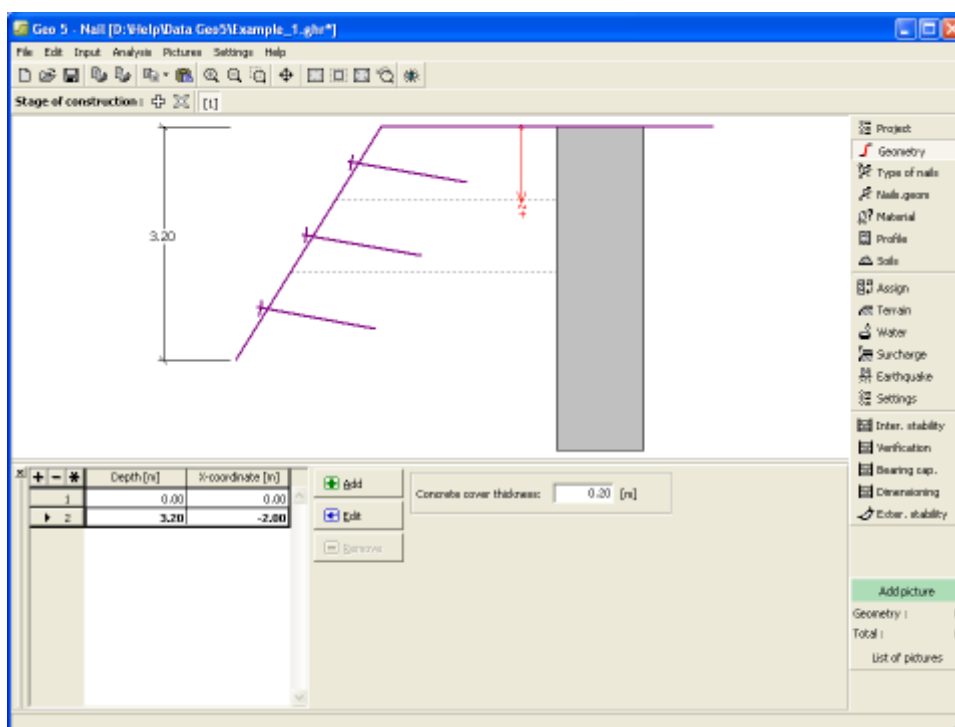 Geo 5 - Nail [D:\Help\Data Geo5\Example_1.ghr*]
File Edit Input Analysis Pictures Settings Help
Stage of construction : [1]
3.20
+z
Project
Geometry
Type of nails
Nails geom
Material
Profile
Soils
Assign
Terrain
Water
Surcharge
Earthquake
Settings
Inter. stability
Verification
Bearing cap.
Dimensioning
Exter. stability
Add picture
Geometry :
Total :
List of pictures
+ - * Depth [m] X-coordinate [m]
1 0.00 0.00
2 3.20 -2.00
Add
Edit
Remove
Concrete cover thickness: 0.20 [m]